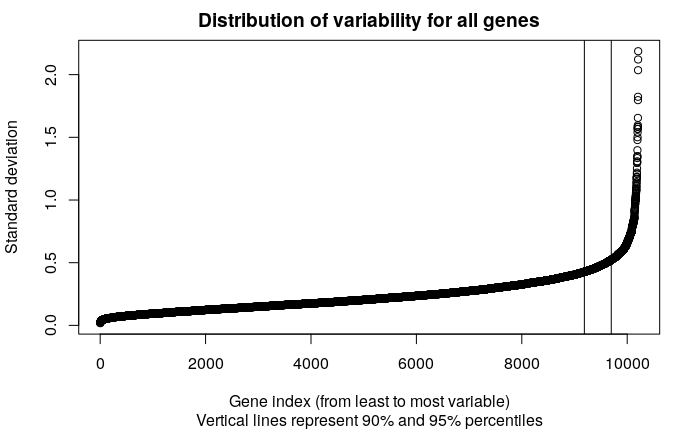 Distribution of variability for all genes
Standard deviation
2.0
1.5
1.0
0.5
0.0
0 2000 4000 6000 8000 10000
Gene index (from least to most variable)
Vertical lines represent 90% and 95% percentiles